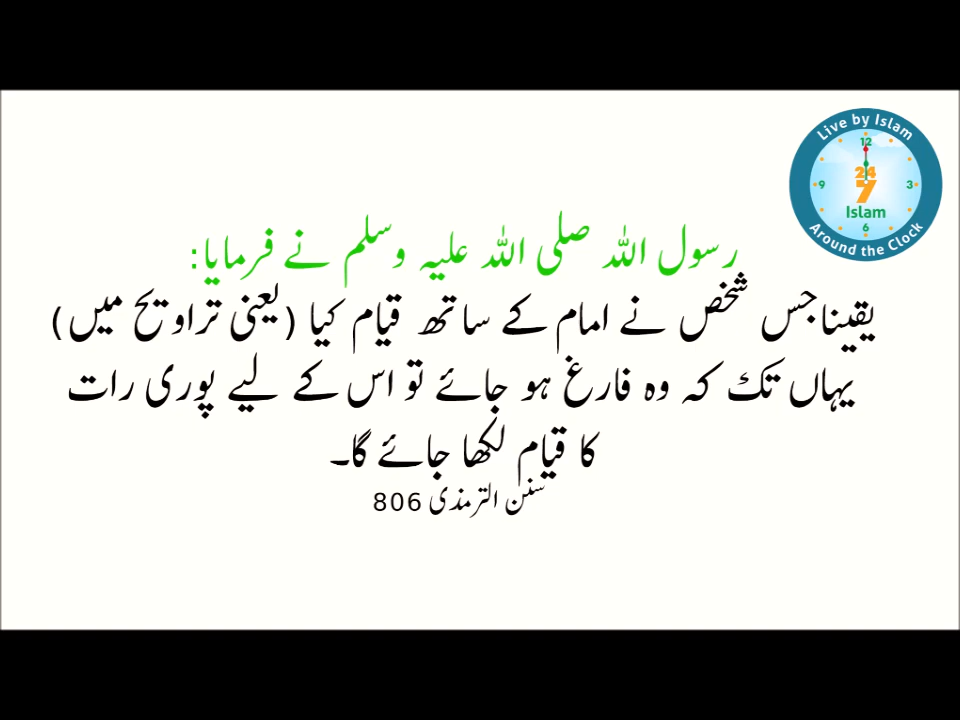 Live by Islam
12
3
6
9
24
7
Islam
Around the Clock
رسول اللہ صلی اللہ علیہ وسلم نے فرمایا:
یقیناجس شخص نے امام کے ساتھ قیام کیا (یعنی تراویح میں)
یہاں تک کہ وہ فارغ ہو جائے تو اس کے لیے پوری رات
کا قیام لکھا جائے گا۔
سنن الترمذی 806